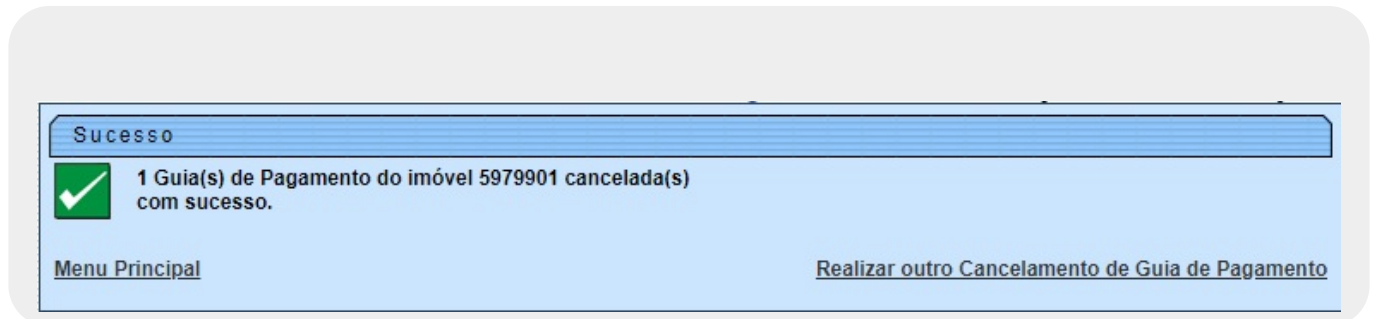 Sucesso
1 Guia(s) de Pagamento do imóvel 5979901 cancelada(s)
com sucesso.
Menu Principal
Realizar outro Cancelamento de Guia de Pagamento